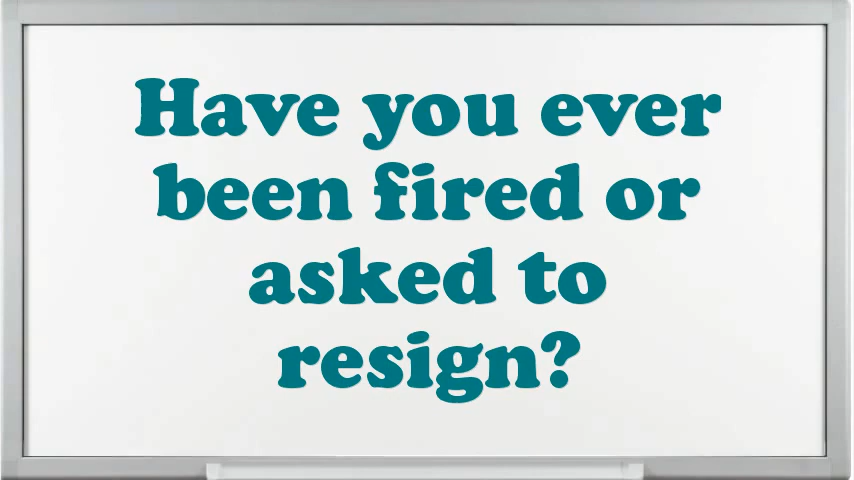 Have you ever
been fired or
asked to
resign?